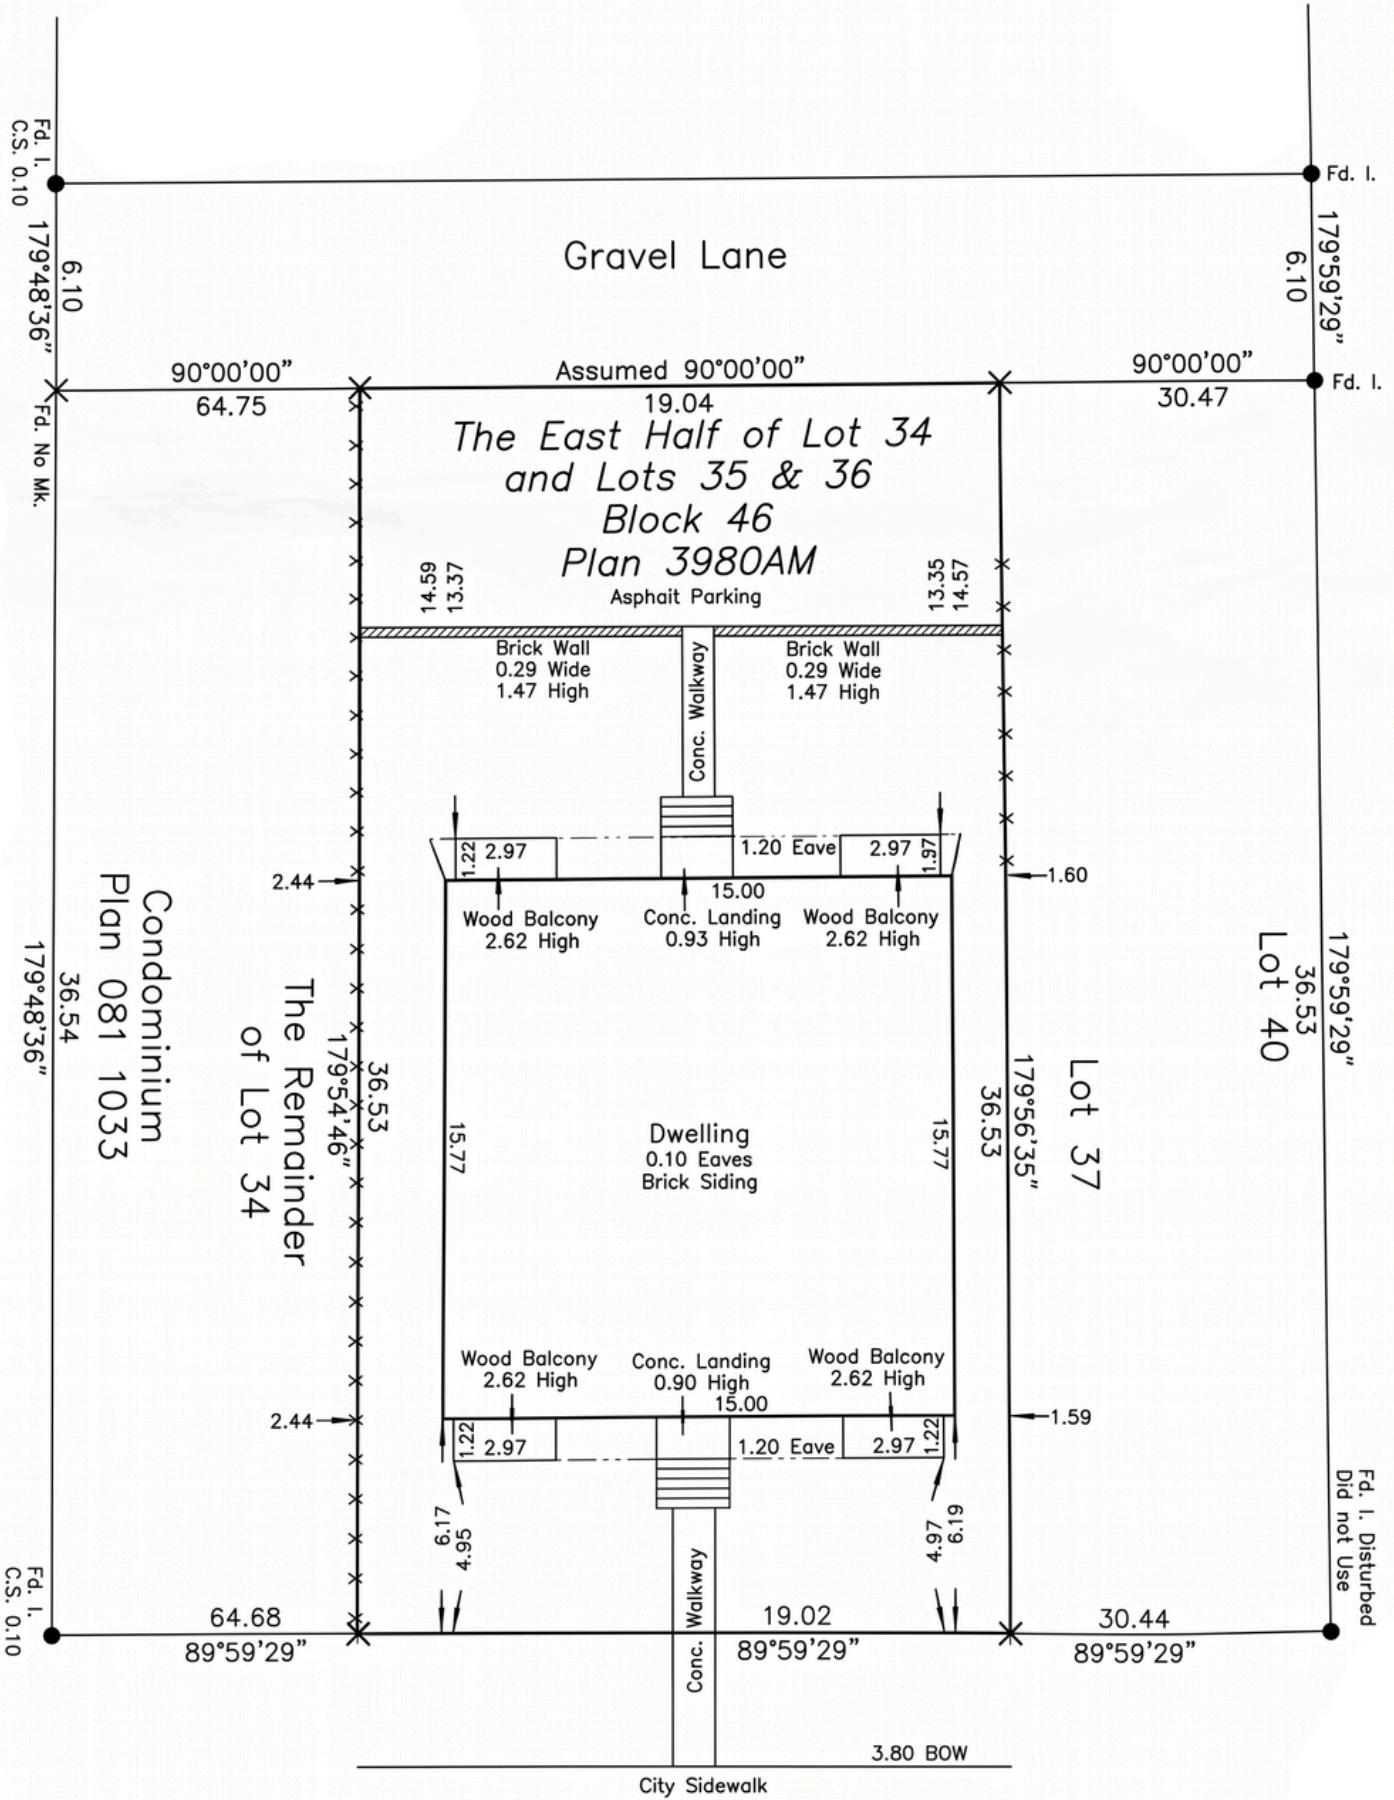 Fd. I.
C.S. 0.10
Fd. I.
179°48'36"
6.10
Gravel Lane
6.10
179°59'29"
90°00'00"
64.75
Assumed 90°00'00"
19.04
90°00'00"
30.47
Fd. I.
Fd. No Mk.
The East Half of Lot 34
and Lots 35 & 36
Block 46
Plan 3980AM
Asphait Parking
14.59
13.37
13.35
14.57
Brick Wall
0.29 Wide
1.47 High
Conc. Walkway
Brick Wall
0.29 Wide
1.47 High
1.22
2.97
1.20 Eave
2.97
1.97
2.44
15.00
1.60
Wood Balcony
2.62 High
Conc. Landing
0.93 High
Wood Balcony
2.62 High
179°48'36"
36.54
Condominium
Plan 081 1033
The Remainder
of Lot 34
179°54'46"
36.53
15.77
Dwelling
0.10 Eaves
Brick Siding
15.77
36.53
179°56'35"
Lot 37
Lot 40
36.53
179°59'29"
Wood Balcony
2.62 High
Conc. Landing
0.90 High
Wood Balcony
2.62 High
15.00
2.44
1.59
1.22
2.97
1.20 Eave
2.97
1.22
6.17
4.95
4.97
6.19
Conc. Walkway
Fd. I.
C.S. 0.10
64.68
89°59'29"
19.02
89°59'29"
30.44
89°59'29"
Fd. I. Disturbed
Did not Use
3.80 BOW
City Sidewalk